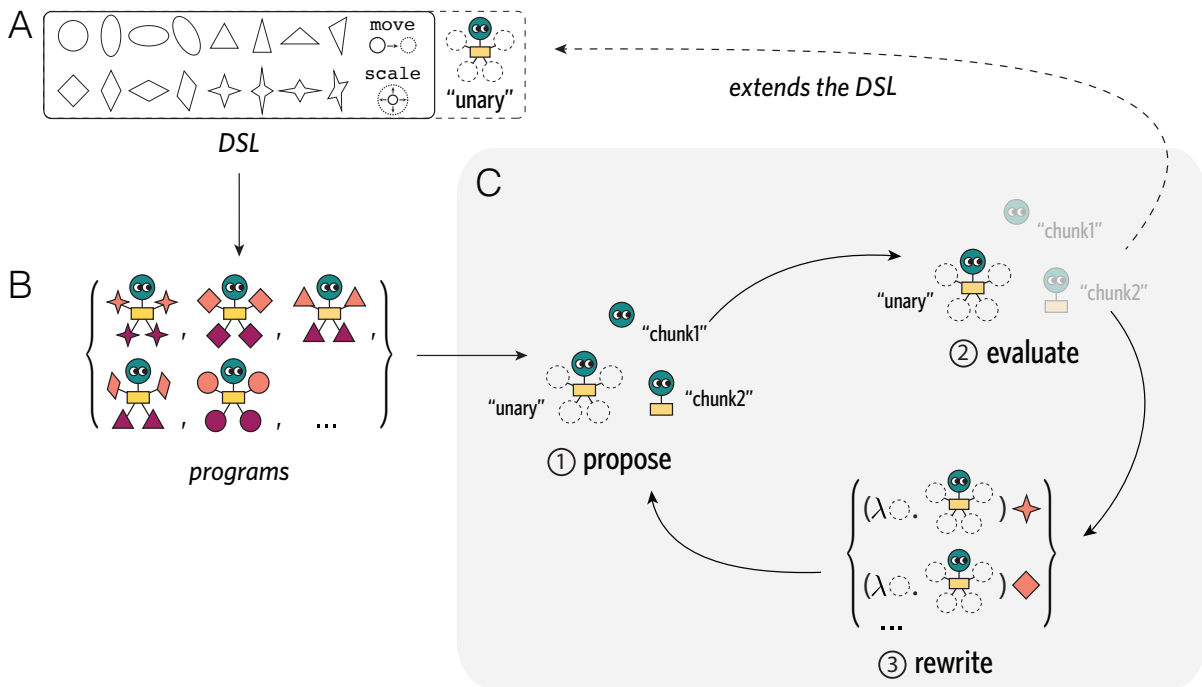 A
move
scale
“unary”
DSL
extends the DSL
B
{ , , ,
, , ... }
programs
C
“chunk1”
“unary”
“chunk2”
① propose
“chunk1”
“unary”
“chunk2”
② evaluate
(λ . )
(λ . )
...
③ rewrite